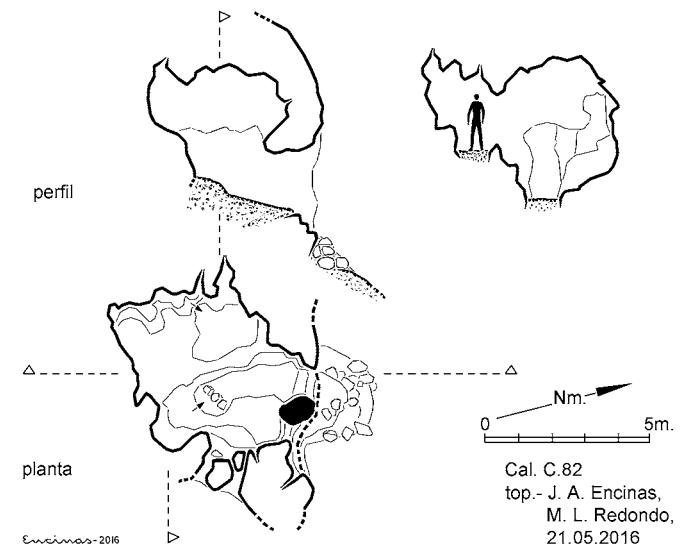 perfil
Nm.
0 5m.
planta
Cal. C.82
top.- J. A. Encinas,
M. L. Redondo,
21.05.2016
Encinas-2016